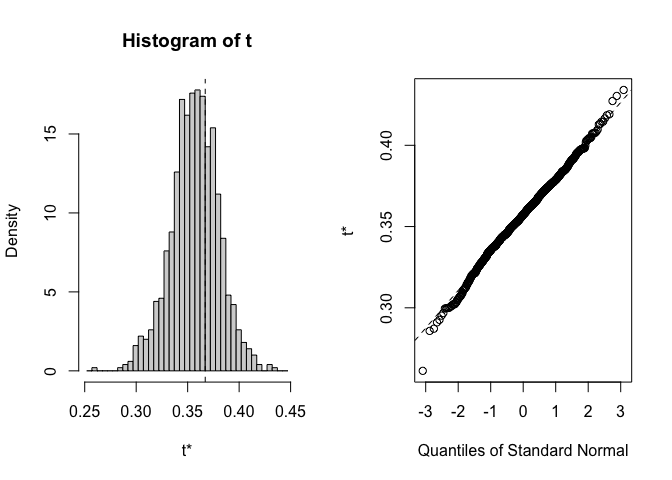 Histogram of t
Density
0
5
10
15
0.25 0.30 0.35 0.40 0.45
t*
t*
0.30
0.35
0.40
-3 -2 -1 0 1 2 3
Quantiles of Standard Normal